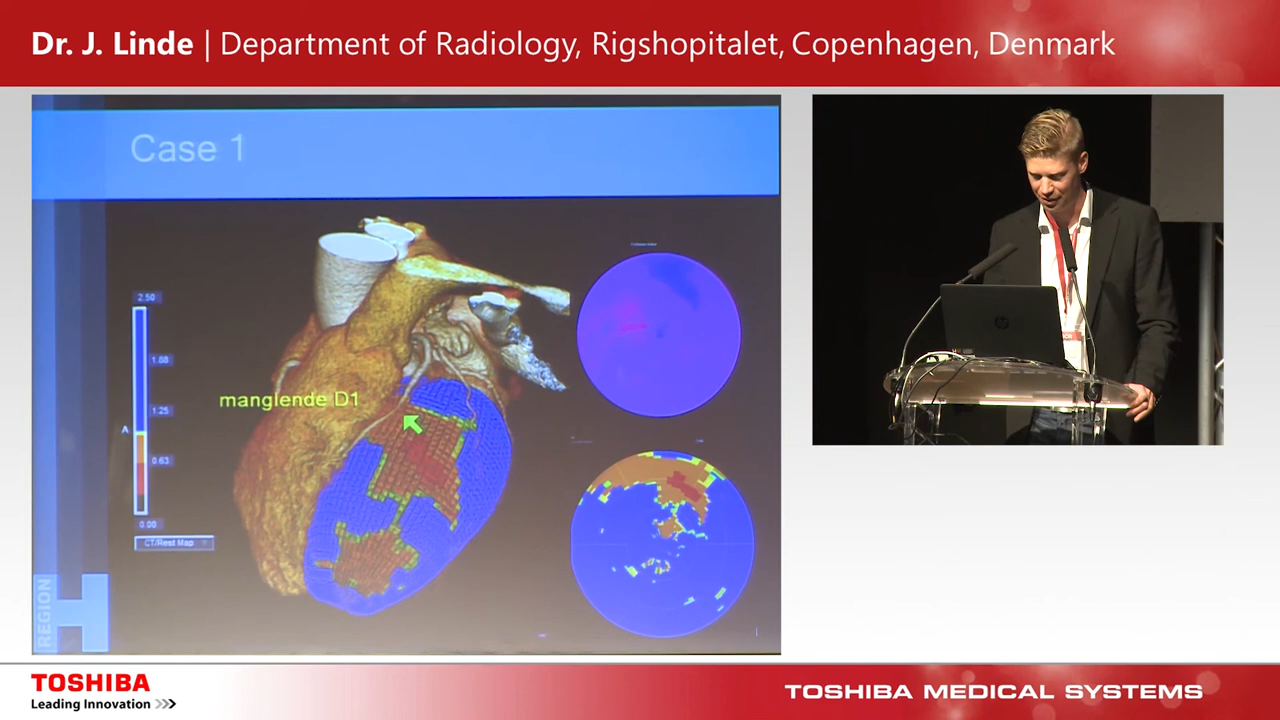 Dr. J. Linde | Department of Radiology, Rigshopitalet, Copenhagen, Denmark
Case 1
2.50
1.88
manglende D1
1.25
A
0.63
0.00
CT/Rest Map
REGION
H
TOSHIBA
Leading Innovation >>>
TOSHIBA MEDICAL SYSTEMS